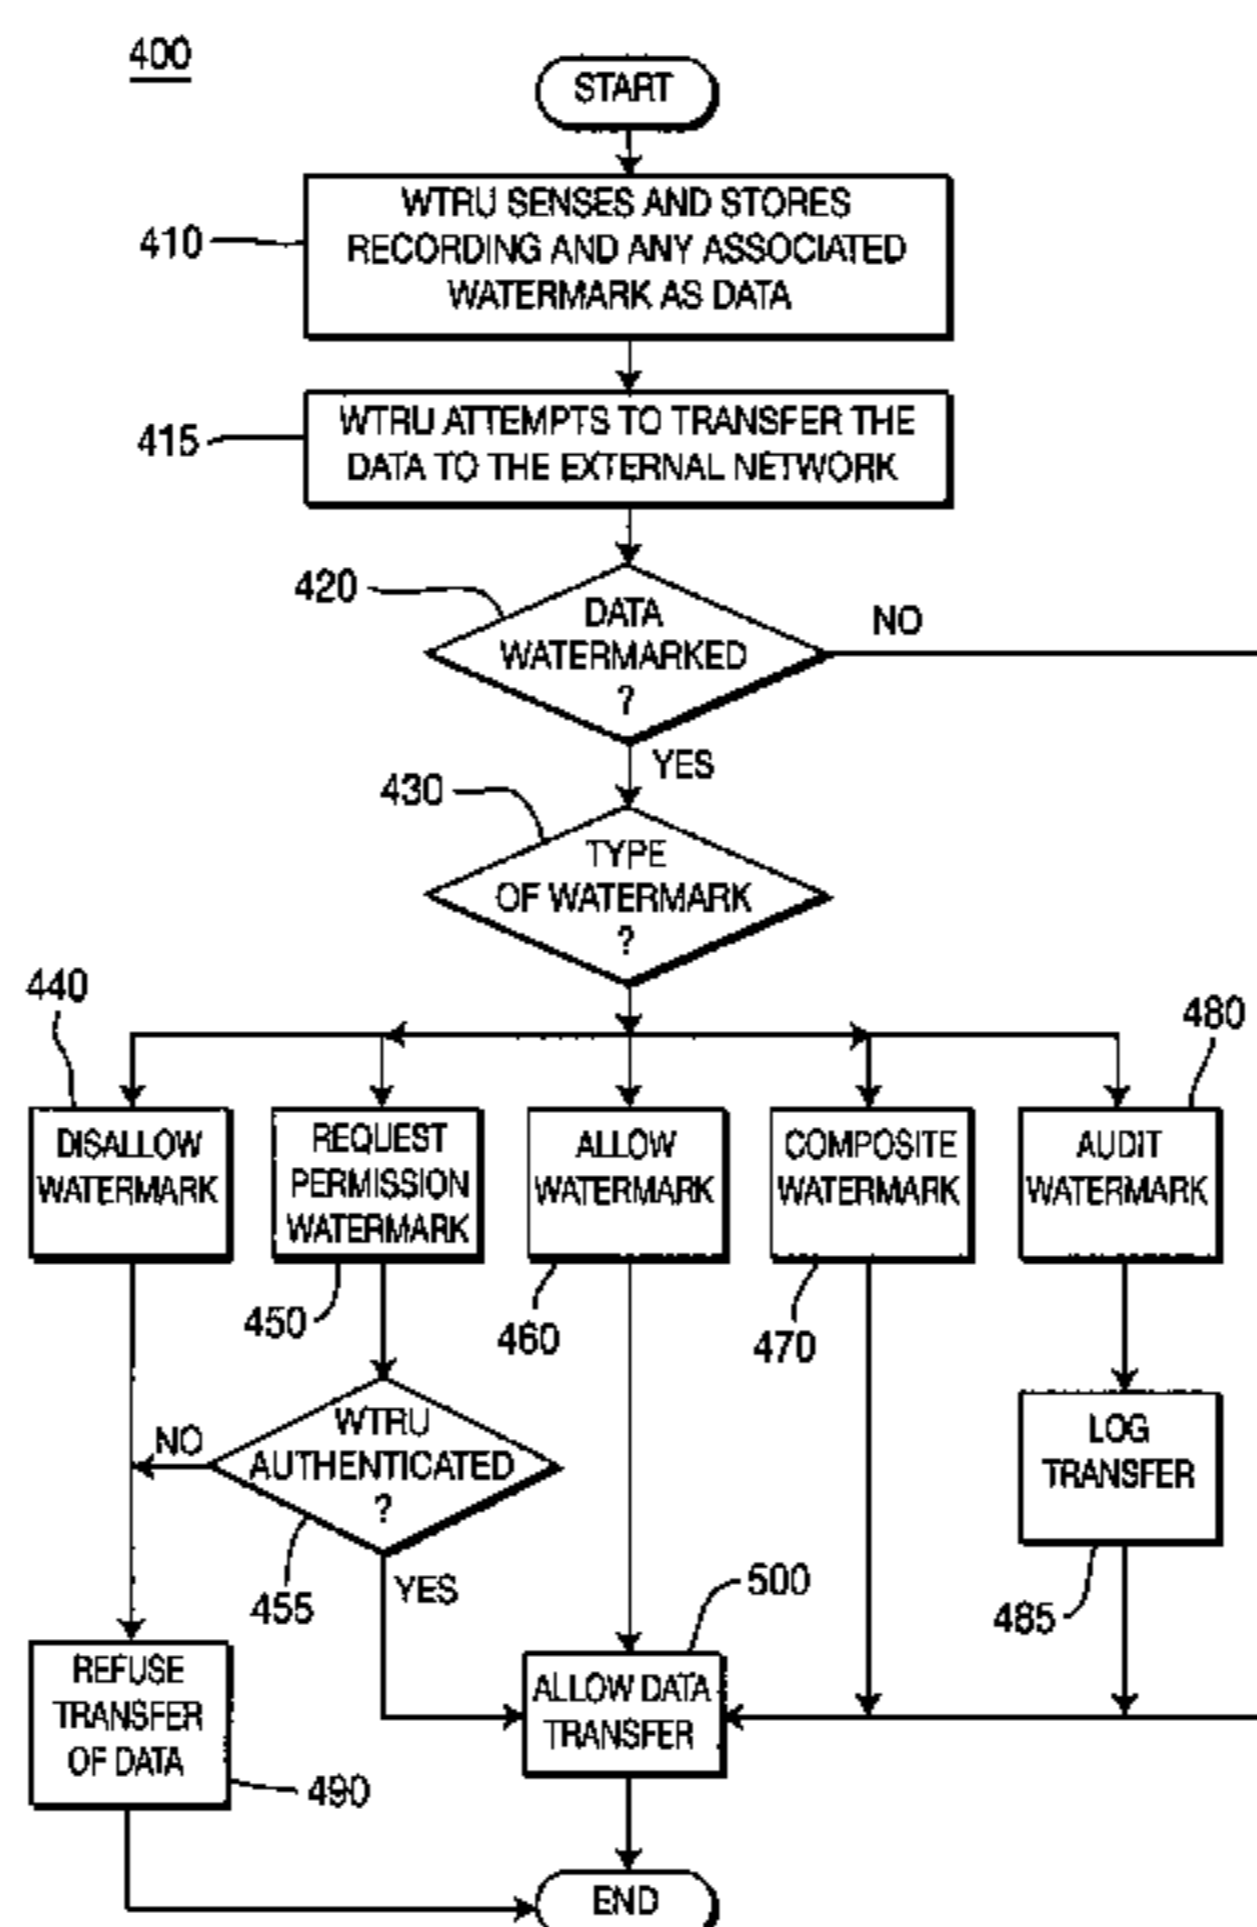 400
START
WTRU SENSES AND STORES
RECORDING AND ANY ASSOCIATED
WATERMARK AS DATA
410
WTRU ATTEMPTS TO TRANSFER THE
DATA TO THE EXTERNAL NETWORK
415
420
DATA
WATERMARKED
?
NO
YES
430
TYPE
OF WATERMARK
?
440
480
DISALLOW
WATERMARK
REQUEST
PERMISSION
WATERMARK
ALLOW
WATERMARK
COMPOSITE
WATERMARK
AUDIT
WATERMARK
450
460
470
WTRU
AUTHENTICATED
?
NO
YES
455
LOG
TRANSFER
485
500
REFUSE
TRANSFER
OF DATA
490
ALLOW DATA
TRANSFER
END